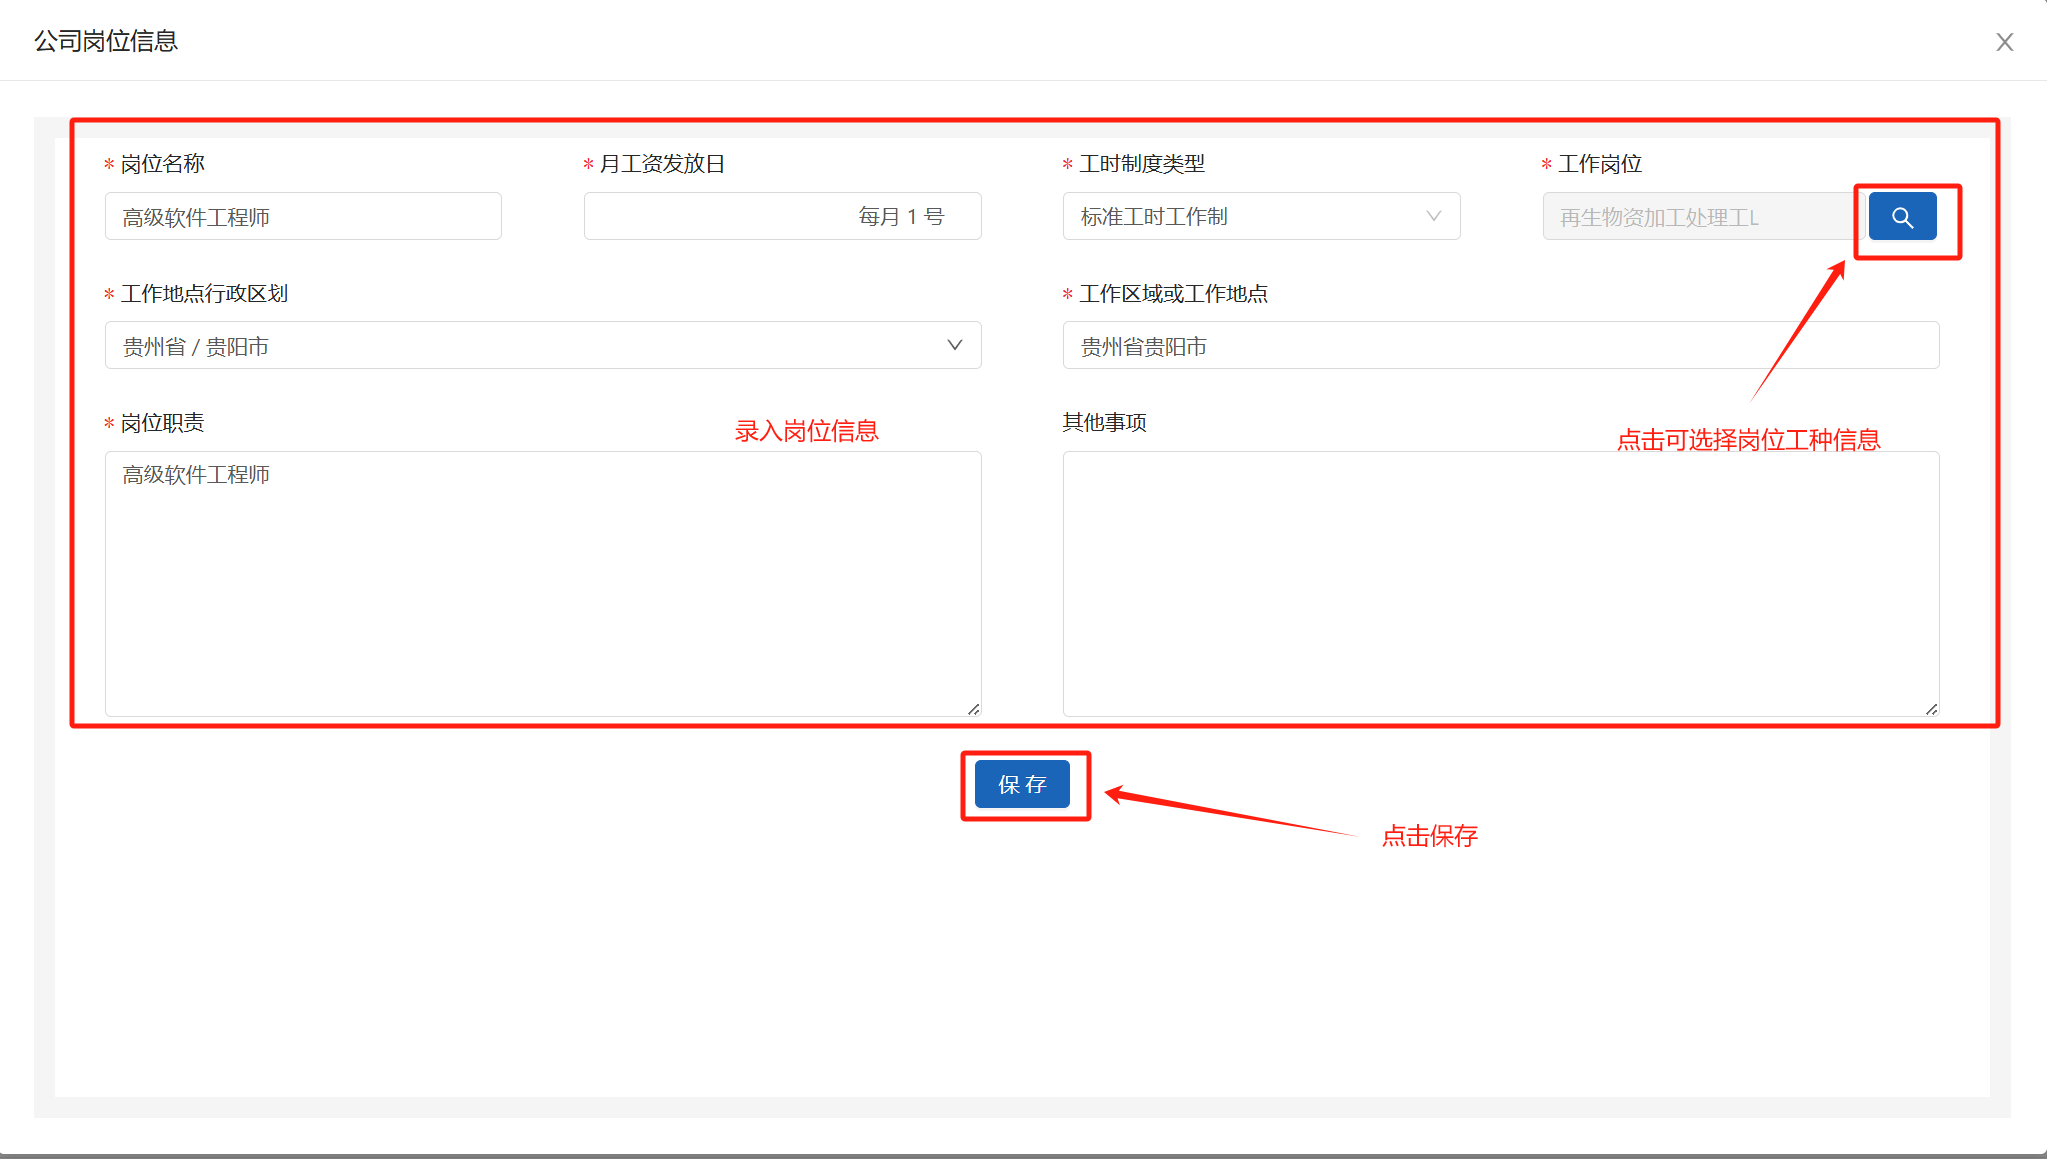 公司岗位信息
* 岗位名称
* 月工资发放日
* 工时制度类型
* 工作岗位
高级软件工程师
每月 1 号
标准工时工作制
再生物资加工处理工L
* 工作地点行政区划
* 工作区域或工作地点
贵州省 / 贵阳市
贵州省贵阳市
* 岗位职责
录入岗位信息
其他事项
点击可选择岗位工种信息
高级软件工程师
保存
点击保存